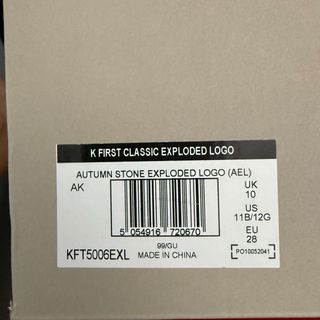 K FIRST CLASSIC EXPLODED LOGO
AUTUMN STONE EXPLODED LOGO (AEL)
AK
UK
10
US
11B/12G
EU
28
5 054916 720670
99/GU
KFT5006EXL
MADE IN CHINA
PO10052041